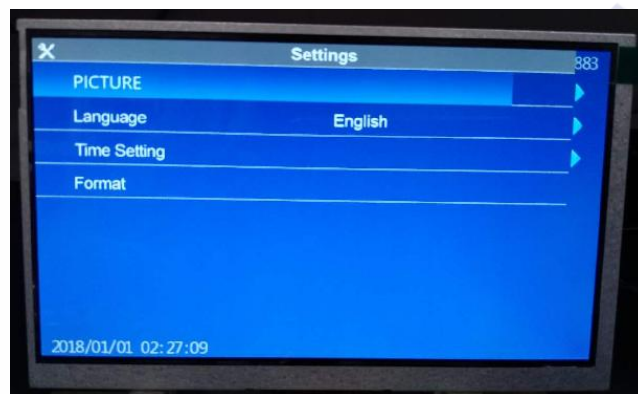 Settings
883
PICTURE
Language English
Time Setting
Format
2018/01/01 02:27:09